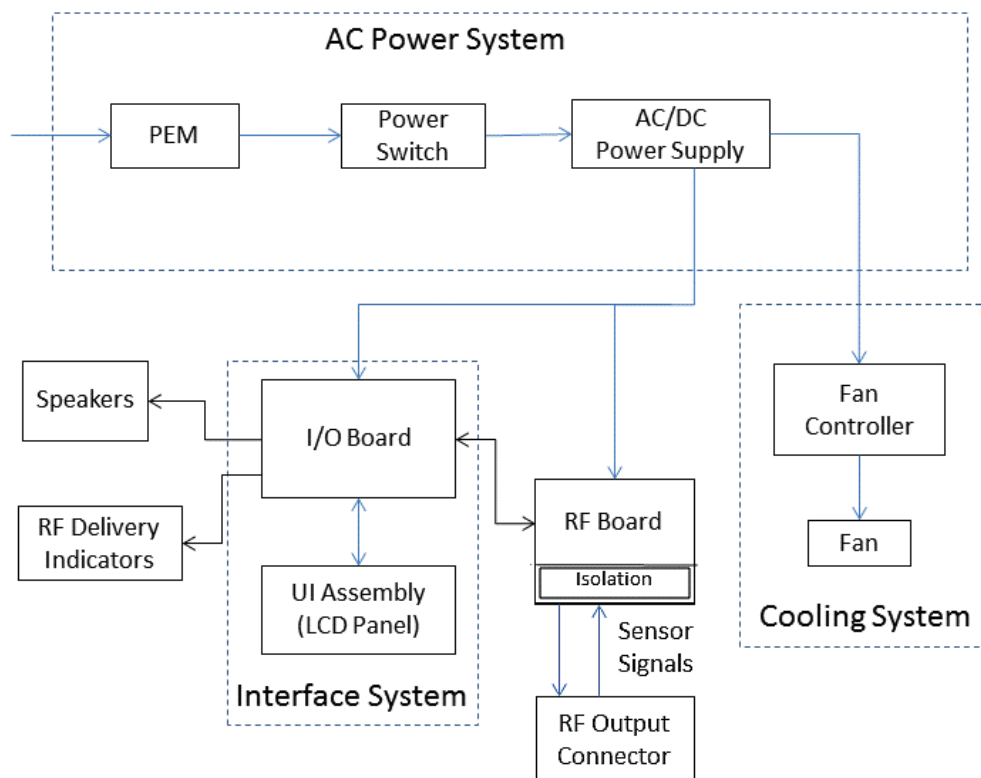 AC Power System
PEM
Power
Switch
AC/DC
Power Supply
Speakers
I/O Board
Fan
Controller
RF Delivery
Indicators
RF Board
Fan
Isolation
UI Assembly
(LCD Panel)
Cooling System
Sensor
Signals
Interface System
RF Output
Connector